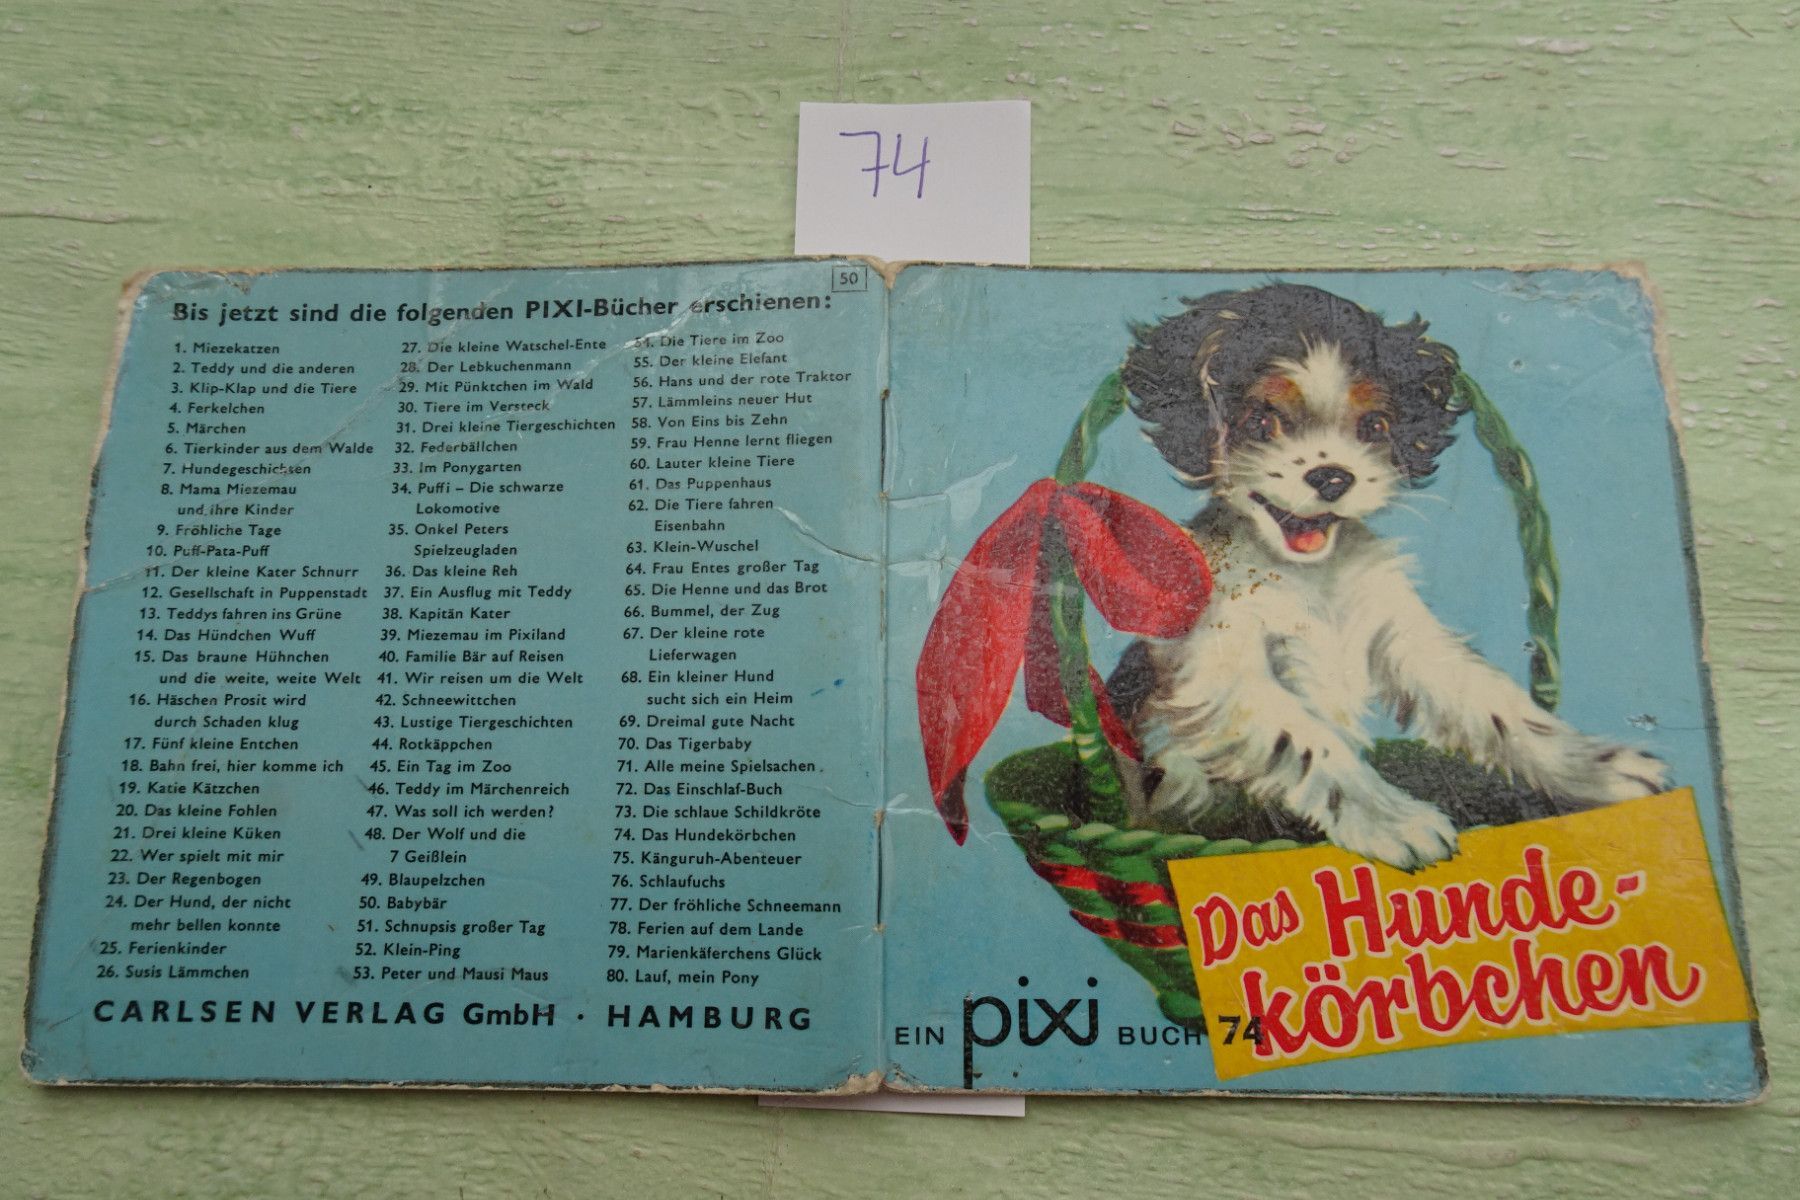 74
50
Bis jetzt sind die folgenden PIXI-Bücher erschienen:
1. Miezekatzen
2. Teddy und die anderen
3. Klip-Klap und die Tiere
4. Ferkelchen
5. Märchen
6. Tierkinder aus dem Walde
7. Hundegeschichten
8. Mama Miezemau
und ihre Kinder
9. Fröhliche Tage
10. Puff-Pata-Puff
11. Der kleine Kater Schnurr
12. Gesellschaft in Puppenstadt
13. Teddys fahren ins Grüne
14. Das Hündchen Wuff
15. Das braune Hühnchen
und die weite, weite Welt
16. Häschen Prosit wird
durch Schaden klug
17. Fünf kleine Entchen
18. Bahn frei, hier komme ich
19. Katie Kätzchen
20. Das kleine Fohlen
21. Drei kleine Küken
22. Wer spielt mit mir
23. Der Regenbogen
24. Der Hund, der nicht
mehr bellen konnte
25. Ferienkinder
26. Susis Lämmchen
27. Die kleine Watschel-Ente
28. Der Lebkuchenmann
29. Mit Pünktchen im Wald
30. Tiere im Versteck
31. Drei kleine Tiergeschichten
32. Federbällchen
33. Im Ponygarten
34. Puffi – Die schwarze
Lokomotive
35. Onkel Peters
Spielzeugladen
36. Das kleine Reh
37. Ein Ausflug mit Teddy
38. Kapitän Kater
39. Miezemau im Pixiland
40. Familie Bär auf Reisen
41. Wir reisen um die Welt
42. Schneewittchen
43. Lustige Tiergeschichten
44. Rotkäppchen
45. Ein Tag im Zoo
46. Teddy im Märchenreich
47. Was soll ich werden?
48. Der Wolf und die
7 Geißlein
49. Blaupelzchen
50. Babybär
51. Schnupsis großer Tag
52. Klein-Ping
53. Peter und Mausi Maus
54. Die Tiere im Zoo
55. Der kleine Elefant
56. Hans und der rote Traktor
57. Lämmleins neuer Hut
58. Von Eins bis Zehn
59. Frau Henne lernt fliegen
60. Lauter kleine Tiere
61. Das Puppenhaus
62. Die Tiere fahren
Eisenbahn
63. Klein-Wuschel
64. Frau Entes großer Tag
65. Die Henne und das Brot
66. Bummel, der Zug
67. Der kleine rote
Lieferwagen
68. Ein kleiner Hund
sucht sich ein Heim
69. Dreimal gute Nacht
70. Das Tigerbaby
71. Alle meine Spielsachen
72. Das Einschlaf-Buch
73. Die schlaue Schildkröte
74. Das Hundekörbchen
75. Känguruh-Abenteuer
76. Schlaufuchs
77. Der fröhliche Schneemann
78. Ferien auf dem Lande
79. Marienkäferchens Glück
80. Lauf, mein Pony
CARLSEN VERLAG GmbH · HAMBURG
Das Hunde-
körbchen
EIN pixi BUCH 74